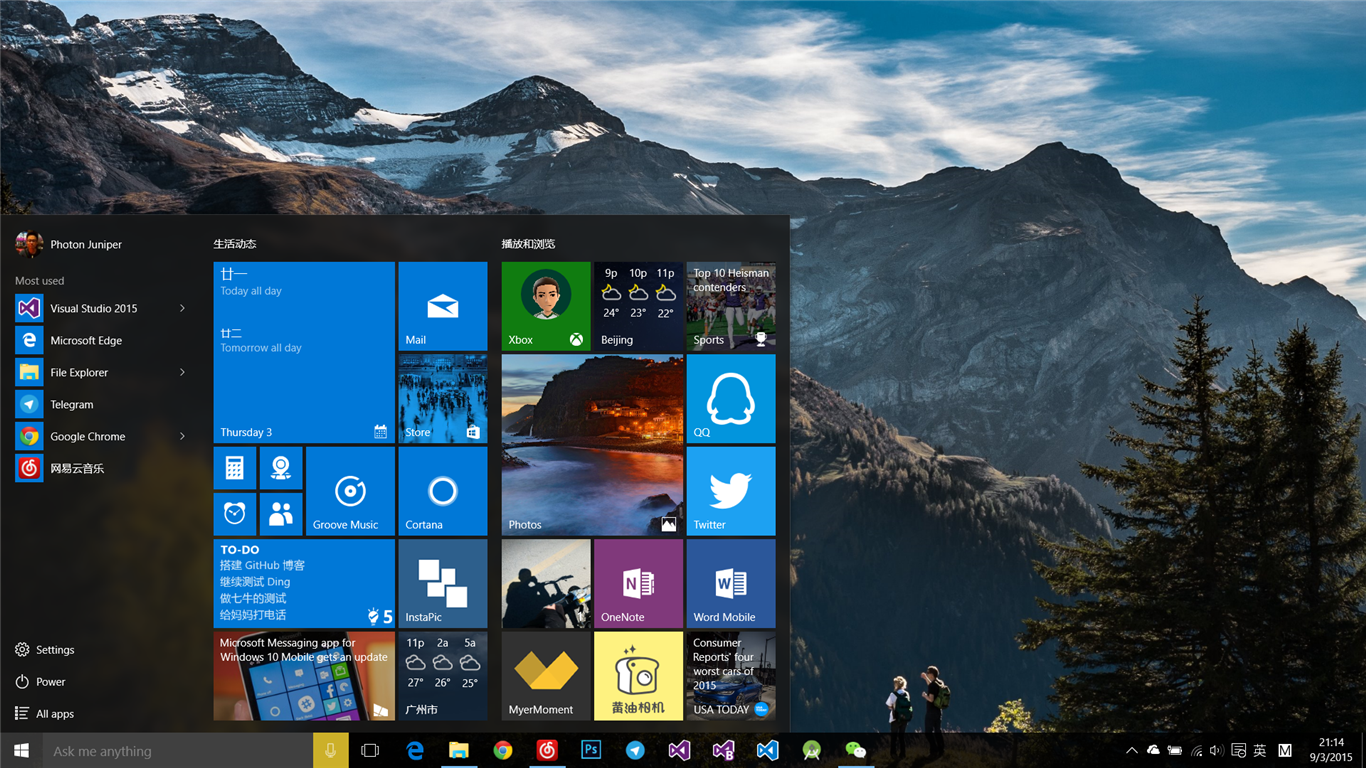 Photon Juniper
Most used
Visual Studio 2015
Microsoft Edge
File Explorer
Telegram
Google Chrome
网易云音乐
Settings
Power
All apps
生活动态
廿一
Today all day
廿二
Tomorrow all day
Thursday 3
Mail
Store
Groove Music
Cortana
TO-DO
搭建 GitHub 博客
继续测试 Ding
做七牛的测试
给妈妈打电话
5
InstaPic
Microsoft Messaging app for
Windows 10 Mobile gets an update
11p 2a 5a
27° 26° 25°
广州市
播放和浏览
Xbox
9p 10p 11p
24° 23° 22°
Beijing
Top 10 Heisman
contenders
Sports
Photos
QQ
Twitter
OneNote
Word Mobile
MyerMoment
黄油相机
Consumer
Reports' four
worst cars of
2015
USA TODAY
Ask me anything
Ps
英
M
21:14
9/3/2015